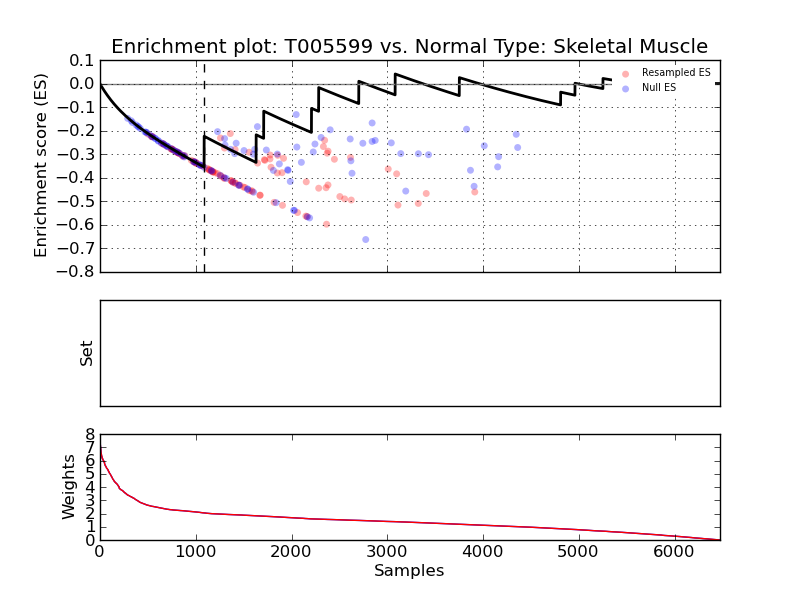 Enrichment plot: T005599 vs. Normal Type: Skeletal Muscle
0.1
0.0
−0.1
−0.2
−0.3
−0.4
−0.5
−0.6
−0.7
−0.8
Enrichment score (ES)
Resampled ES
Null ES
Set
8
7
6
5
4
3
2
1
0
Weights
0 1000 2000 3000 4000 5000 6000
Samples